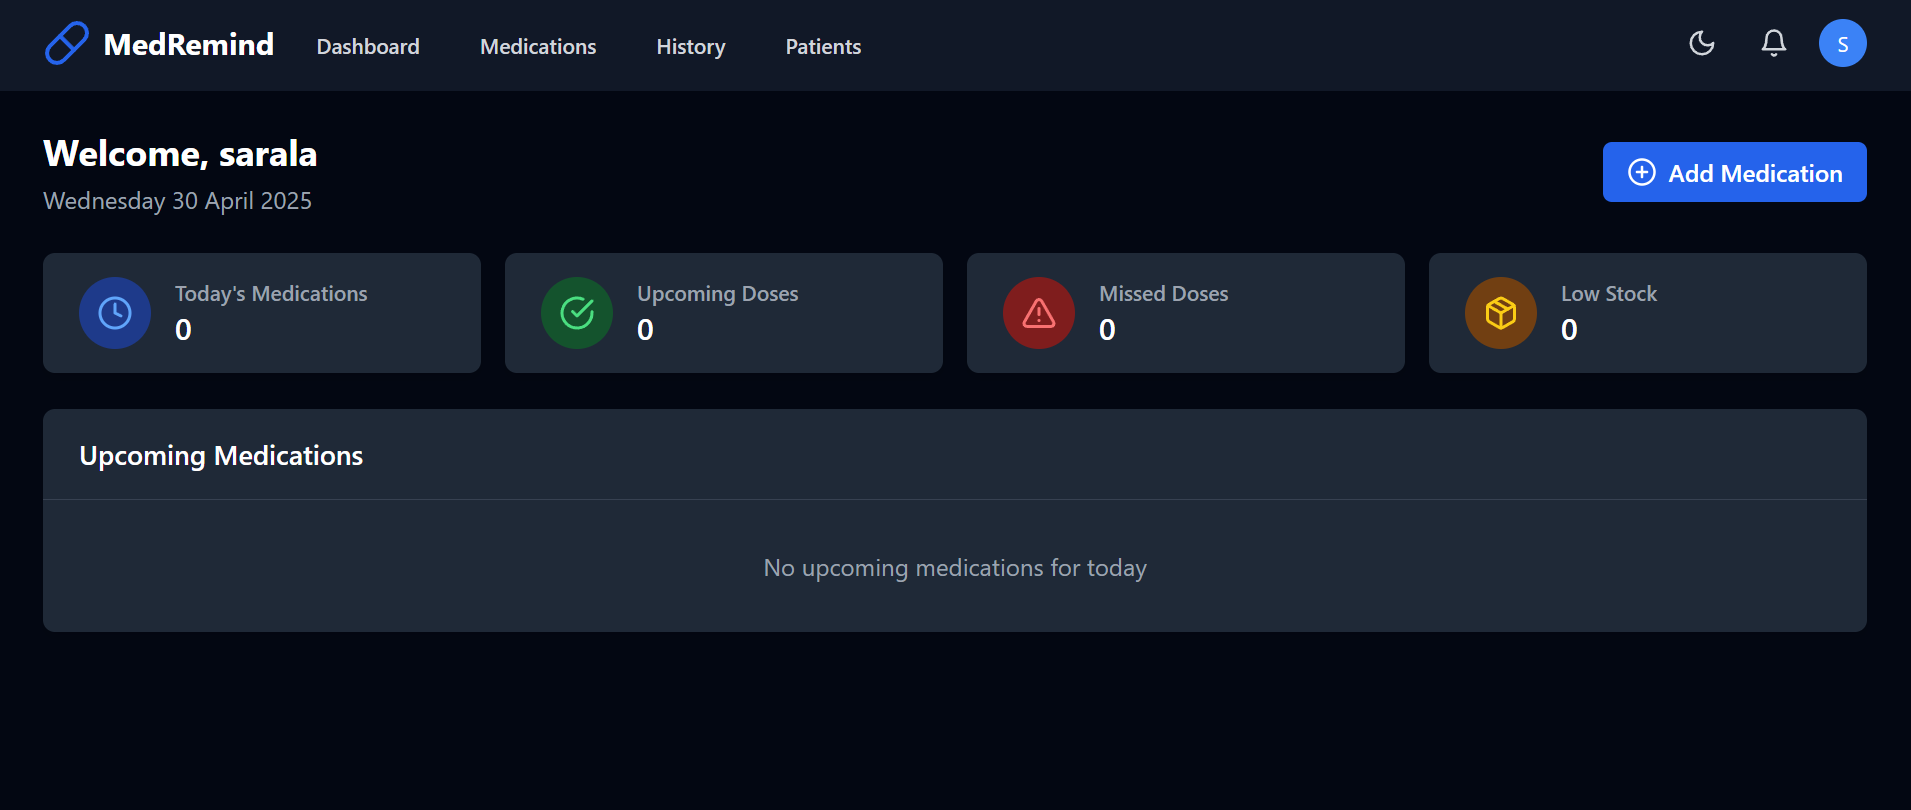 MedRemind Dashboard Medications History Patients S
Welcome, sarala
Wednesday 30 April 2025
Add Medication
Today's Medications
0
Upcoming Doses
0
Missed Doses
0
Low Stock
0
Upcoming Medications
No upcoming medications for today